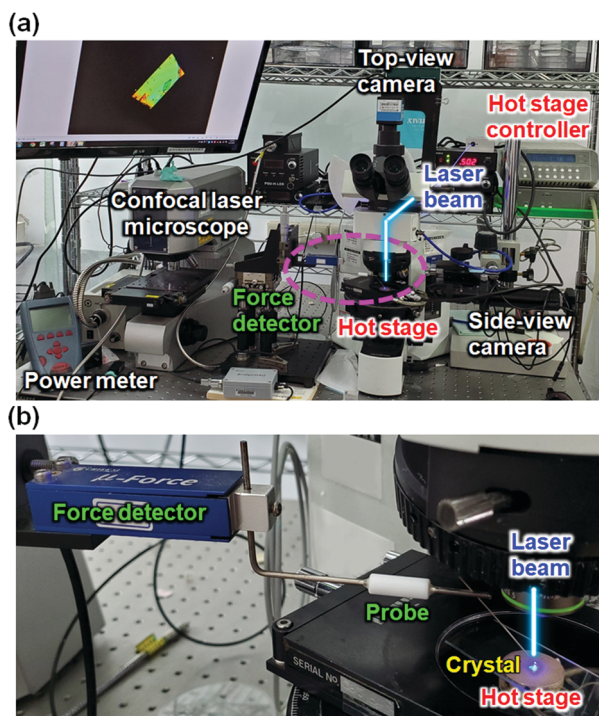 (a)
Top-view
camera
Hot stage
controller
Laser
beam
Confocal laser
microscope
Force
detector
Hot stage
Side-view
camera
Power meter
(b)
μ-Force
Force detector
Laser
beam
Probe
Crystal
SERIAL NO.
Hot stage